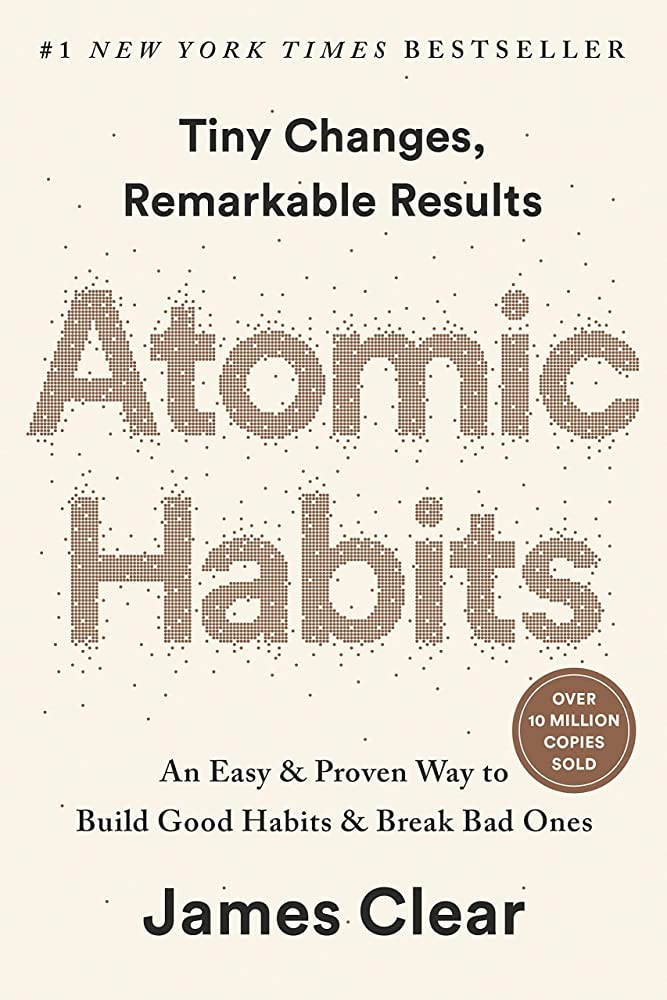 #1 NEW YORK TIMES BESTSELLER
Tiny Changes,
Remarkable Results
Atomic
Habits
OVER
10 MILLION
COPIES
SOLD
An Easy & Proven Way to
Build Good Habits & Break Bad Ones
James Clear